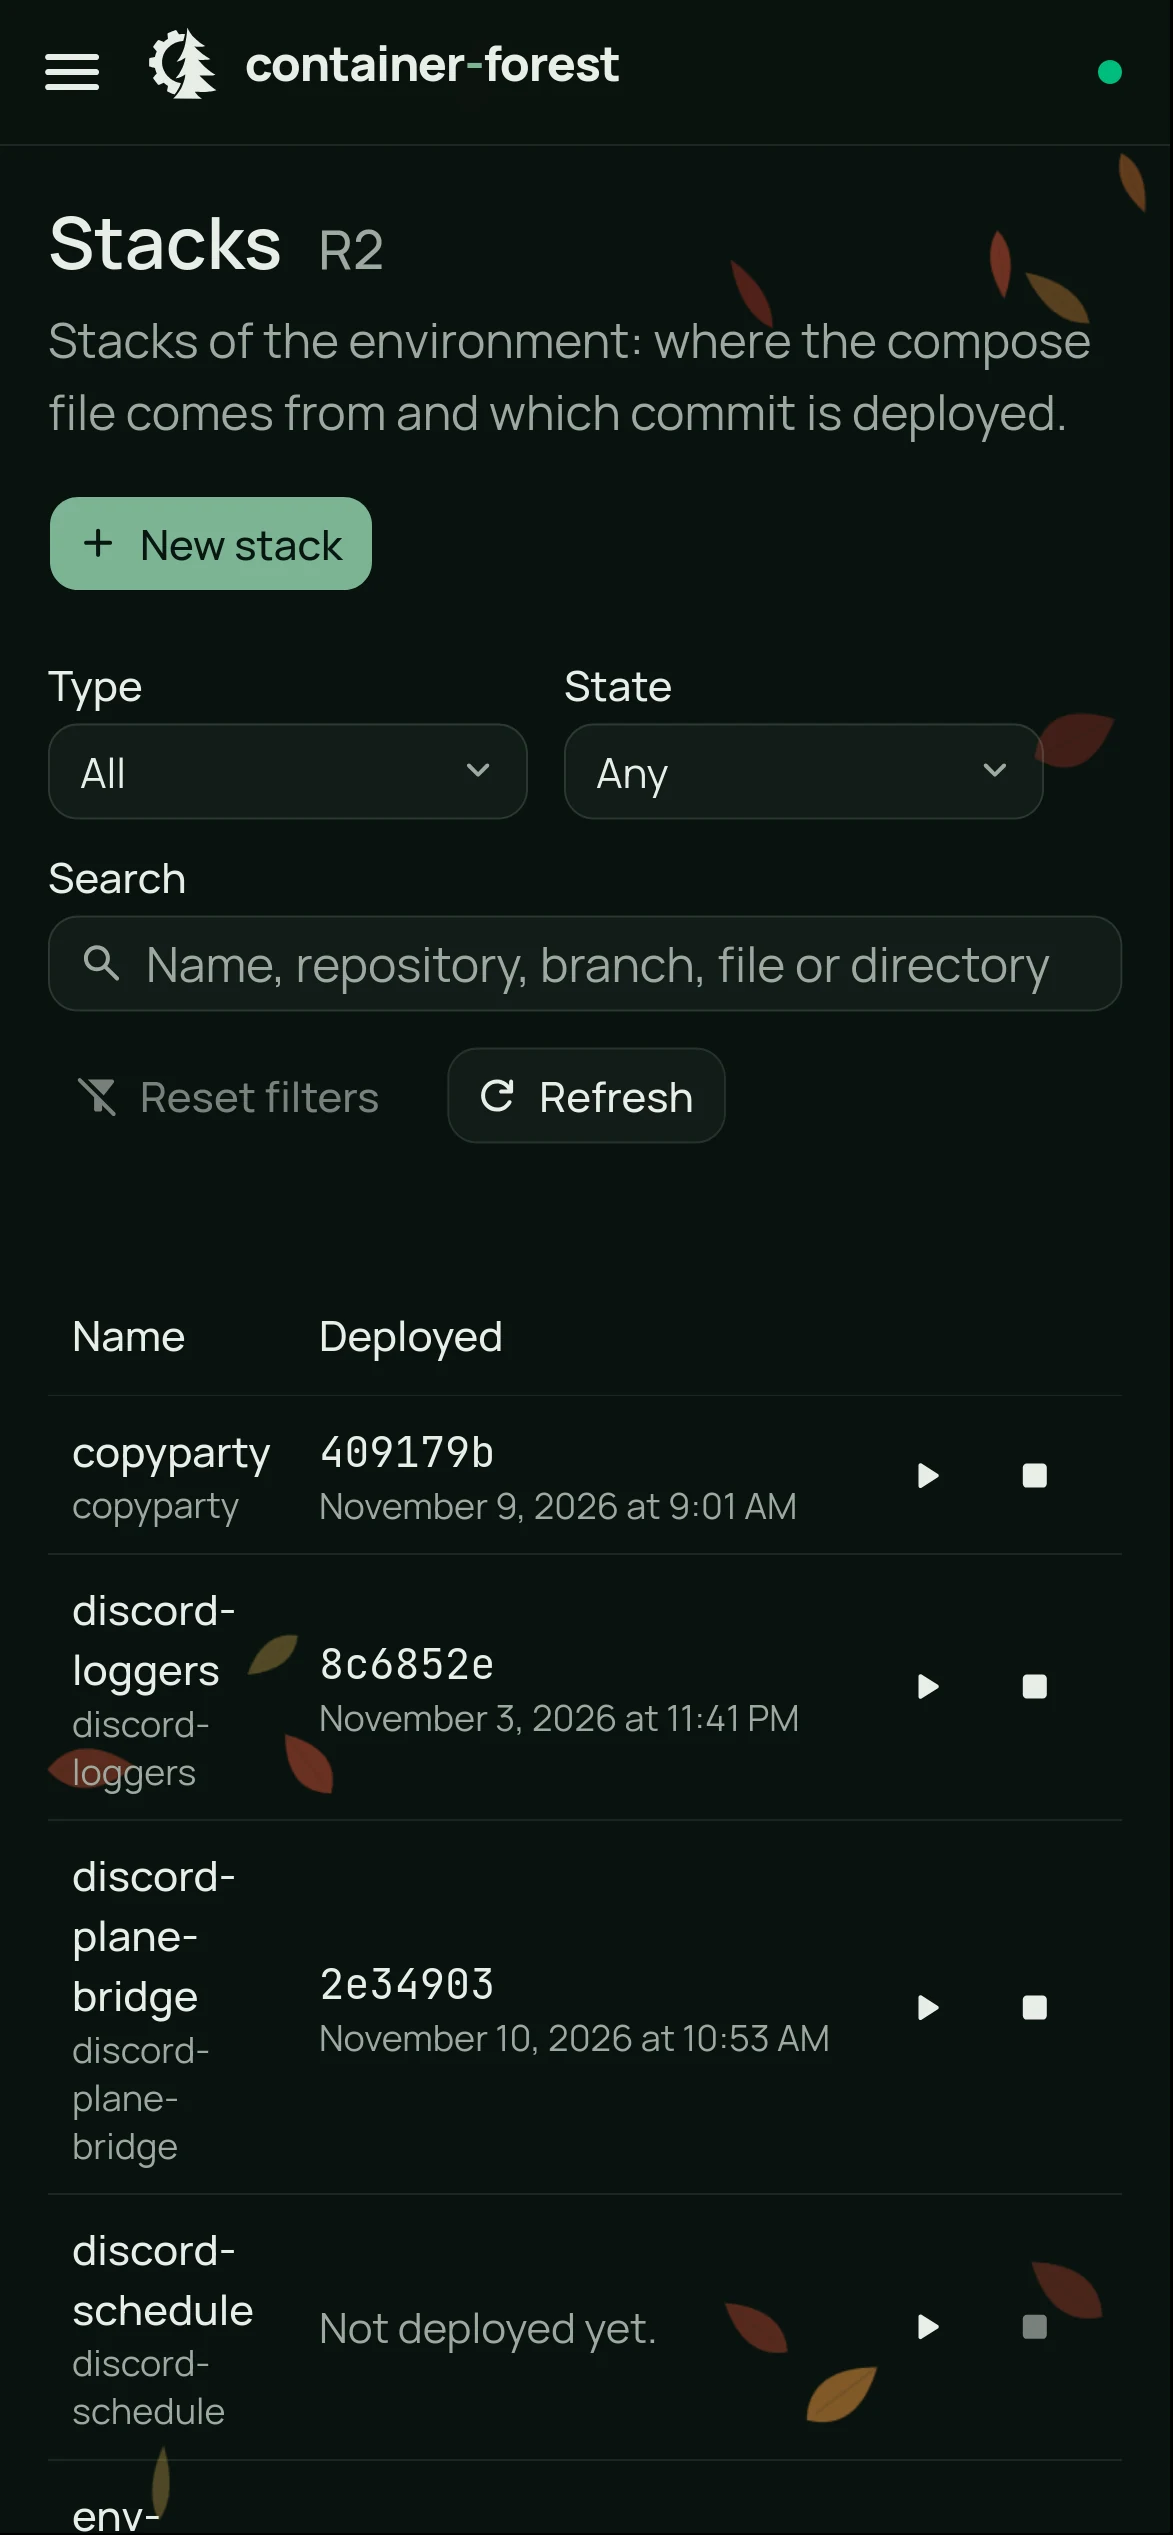 container-forest
Stacks R2
Stacks of the environment: where the compose
file comes from and which commit is deployed.
+ New stack
Type State
All Any
Search
Name, repository, branch, file or directory
Reset filters Refresh
Name Deployed
copyparty 409179b
copyparty November 9, 2026 at 9:01 AM
discord-
loggers
discord-
loggers
8c6852e
November 3, 2026 at 11:41 PM
discord-
plane-
bridge
discord-
plane-
bridge
2e34903
November 10, 2026 at 10:53 AM
discord-
schedule
discord-
schedule
Not deployed yet.
env-